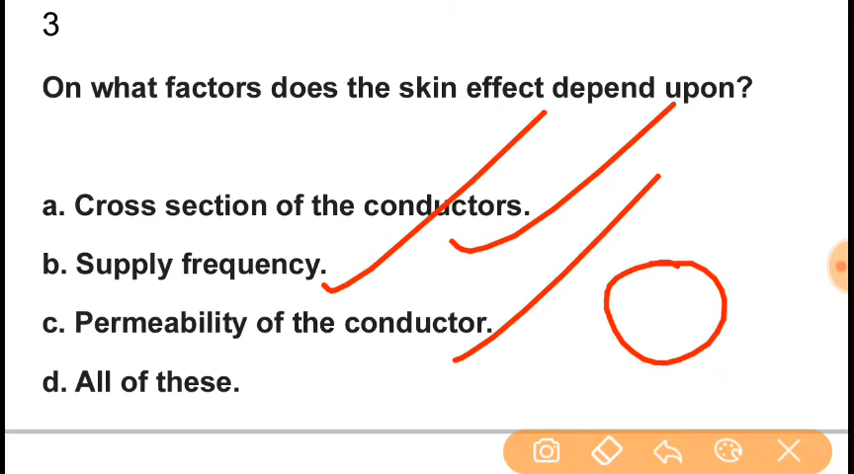 3
On what factors does the skin effect depend upon?
a. Cross section of the conductors.
b. Supply frequency.
c. Permeability of the conductor.
d. All of these.